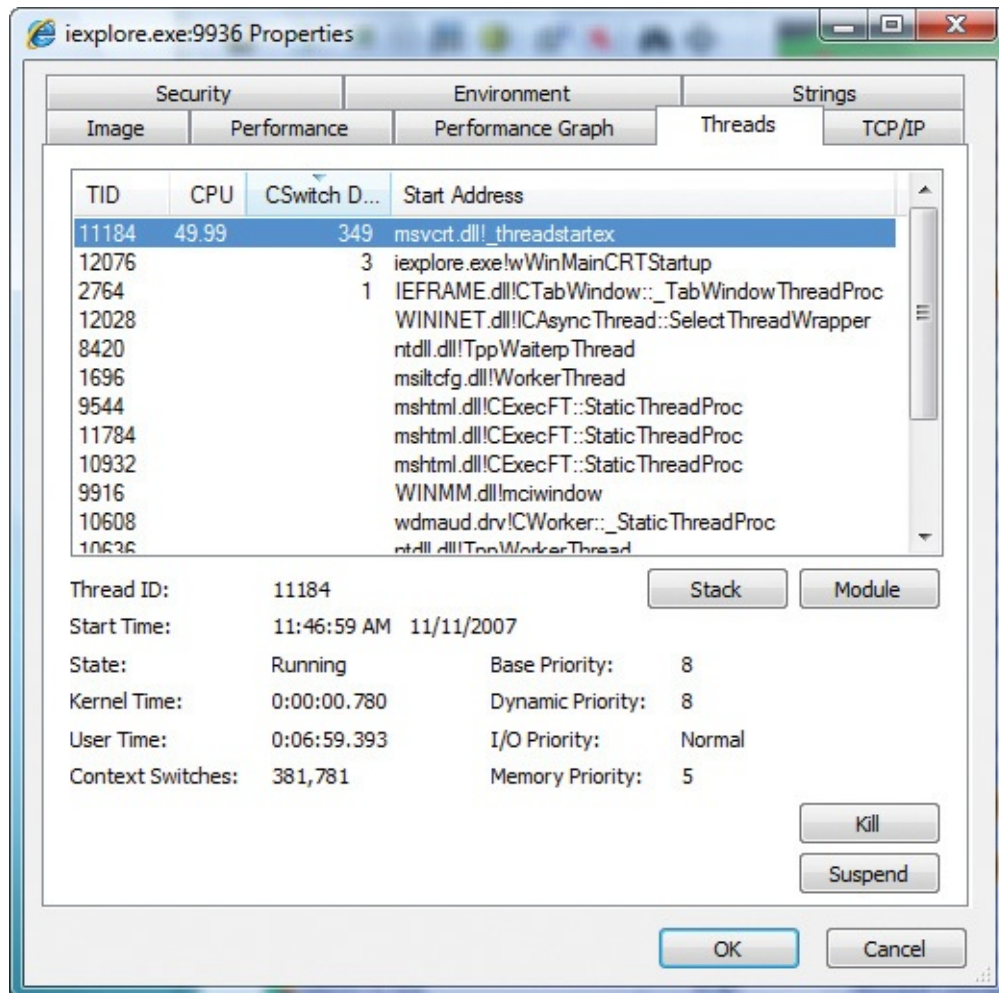 iexplore.exe:9936 Properties
Security Environment Strings
Image Performance Performance Graph Threads TCP/IP
TID CPU CSwitch D... Start Address
11184 49.99 349 msvcrt.dll!_threadstartex
12076 3 iexplore.exe!wWinMainCRTStartup
2764 1 IEFRAME.dll!CTabWindow::_TabWindowThreadProc
12028 WININET.dll!ICAsyncThread::SelectThreadWrapper
8420 ntdll.dll!TppWaiterpThread
1696 msiltcfg.dll!WorkerThread
9544 mshtml.dll!CExecFT::StaticThreadProc
11784 mshtml.dll!CExecFT::StaticThreadProc
10932 mshtml.dll!CExecFT::StaticThreadProc
9916 WINMM.dll!mciwindow
10608 wdmaud.drv!CWorker::_StaticThreadProc
10636 ntdll.dll!TppWorkerThread
Thread ID: 11184 Stack Module
Start Time: 11:46:59 AM 11/11/2007
State: Running Base Priority: 8
Kernel Time: 0:00:00.780 Dynamic Priority: 8
User Time: 0:06:59.393 I/O Priority: Normal
Context Switches: 381,781 Memory Priority: 5
Kill
Suspend
OK Cancel